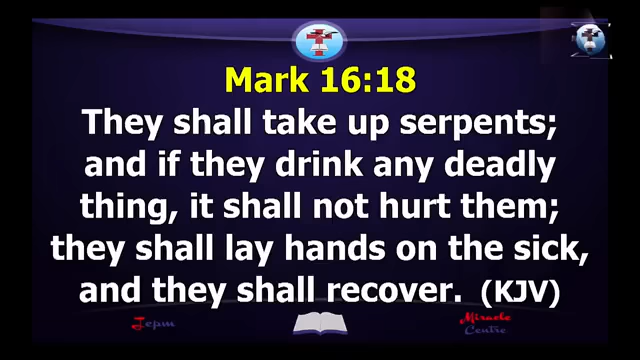 Mark 16:18
They shall take up serpents;
and if they drink any deadly
thing, it shall not hurt them;
they shall lay hands on the sick,
and they shall recover. (KJV)
Jepm
Miracle
Centre